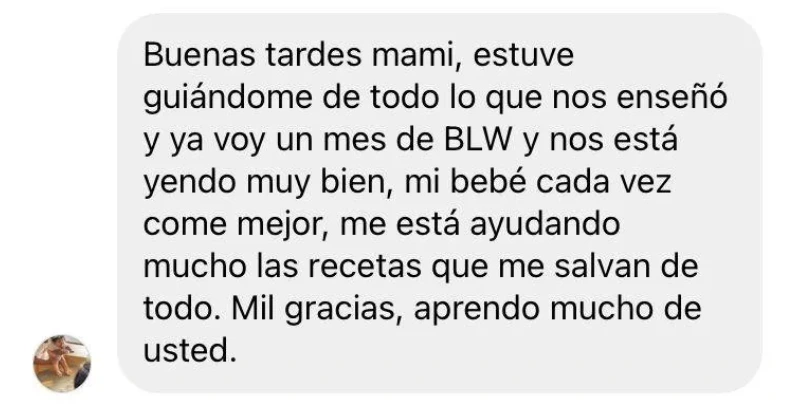 Buenas tardes mami, estuve
guiándome de todo lo que nos enseñó
y ya voy un mes de BLW y nos está
yendo muy bien, mi bebé cada vez
come mejor, me está ayudando
mucho las recetas que me salvan de
todo. Mil gracias, aprendo mucho de
usted.